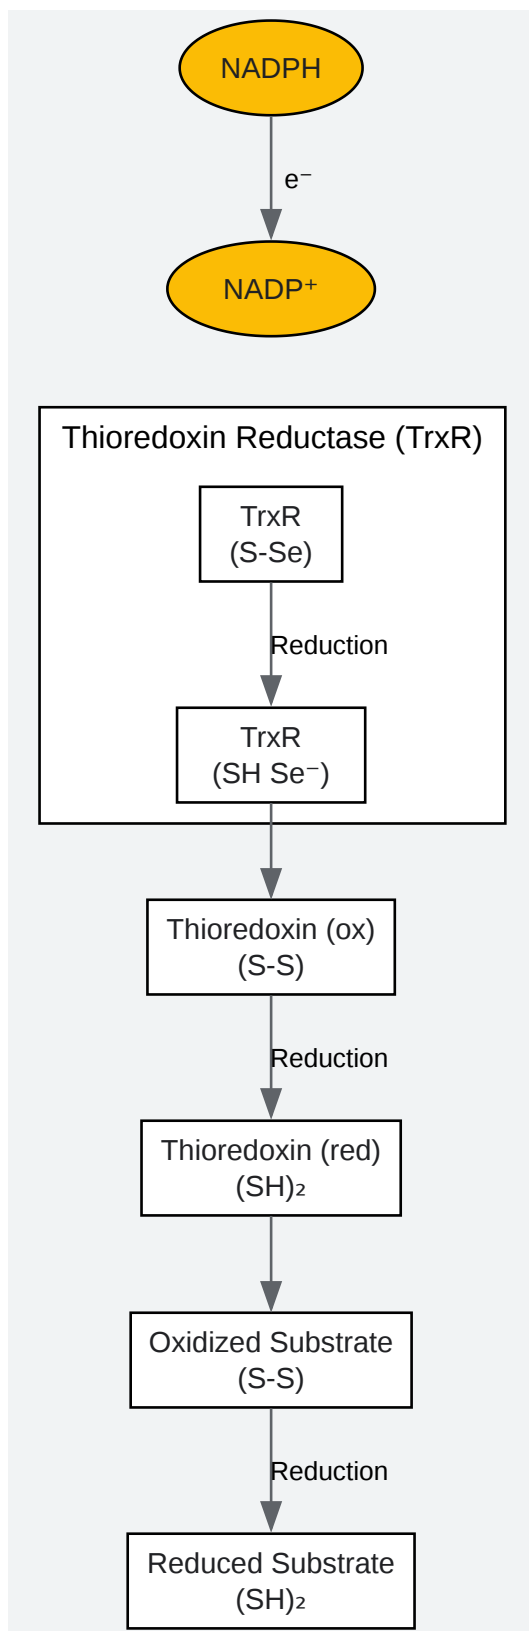 NADPH
e⁻
NADP⁺
Thioredoxin Reductase (TrxR)
TrxR
(S-Se)
Reduction
TrxR
(SH Se⁻)
Thioredoxin (ox)
(S-S)
Reduction
Thioredoxin (red)
(SH)₂
Oxidized Substrate
(S-S)
Reduction
Reduced Substrate
(SH)₂